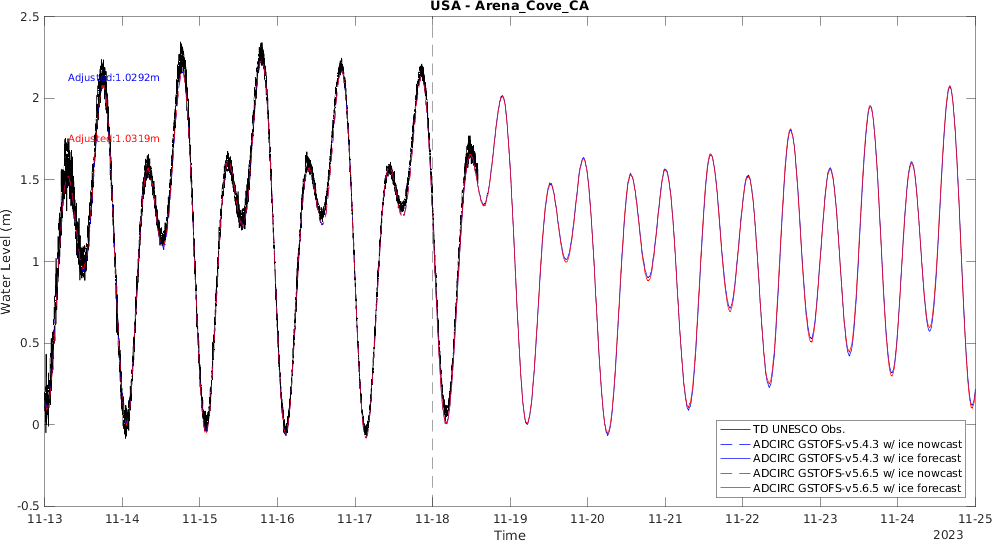 USA - Arena_Cove_CA
2.5
2
1.5
1
0.5
0
-0.5
Water Level (m)
Adjusted:1.0292m
Adjusted:1.0319m
TD UNESCO Obs.
ADCIRC GSTOFS-v5.4.3 w/ ice nowcast
ADCIRC GSTOFS-v5.4.3 w/ ice forecast
ADCIRC GSTOFS-v5.6.5 w/ ice nowcast
ADCIRC GSTOFS-v5.6.5 w/ ice forecast
11-13 11-14 11-15 11-16 11-17 11-18 11-19 11-20 11-21 11-22 11-23 11-24 11-25
Time
2023